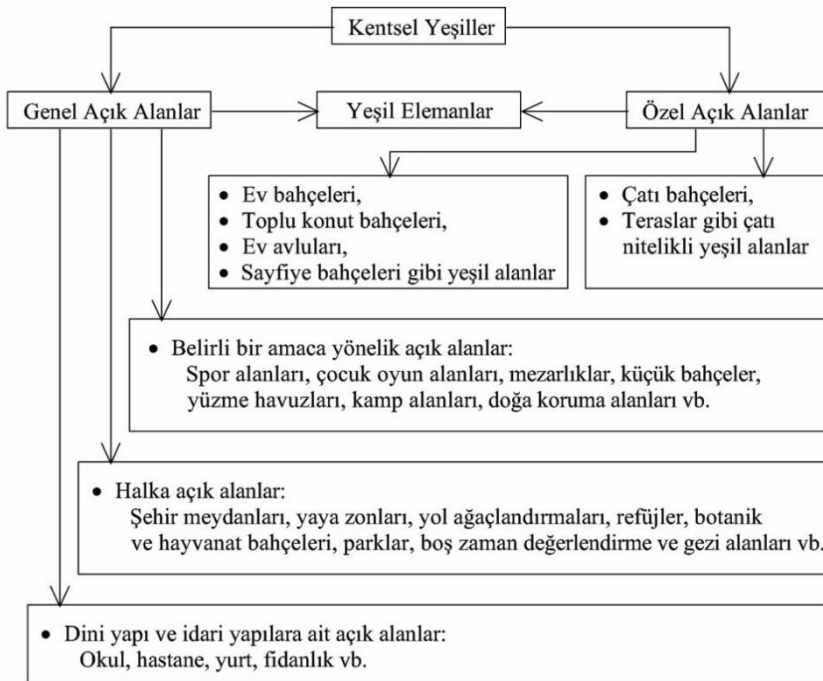 Kentsel Yeşiller
Genel Açık Alanlar
Yeşil Elemanlar
Özel Açık Alanlar
• Ev bahçeleri,
• Toplu konut bahçeleri,
• Ev avluları,
• Sayfiye bahçeleri gibi yeşil alanlar
• Çatı bahçeleri,
• Teraslar gibi çatı
nitelikli yeşil alanlar
• Belirli bir amaca yönelik açık alanlar:
Spor alanları, çocuk oyun alanları, mezarlıklar, küçük bahçeler,
yüzme havuzları, kamp alanları, doğa koruma alanları vb.
• Halka açık alanlar:
Şehir meydanları, yaya zonları, yol ağaçlandırmaları, refüjler, botanik
ve hayvanat bahçeleri, parklar, boş zaman değerlendirme ve gezi alanları vb.
• Dini yapı ve idari yapılara ait açık alanlar:
Okul, hastane, yurt, fidanlık vb.